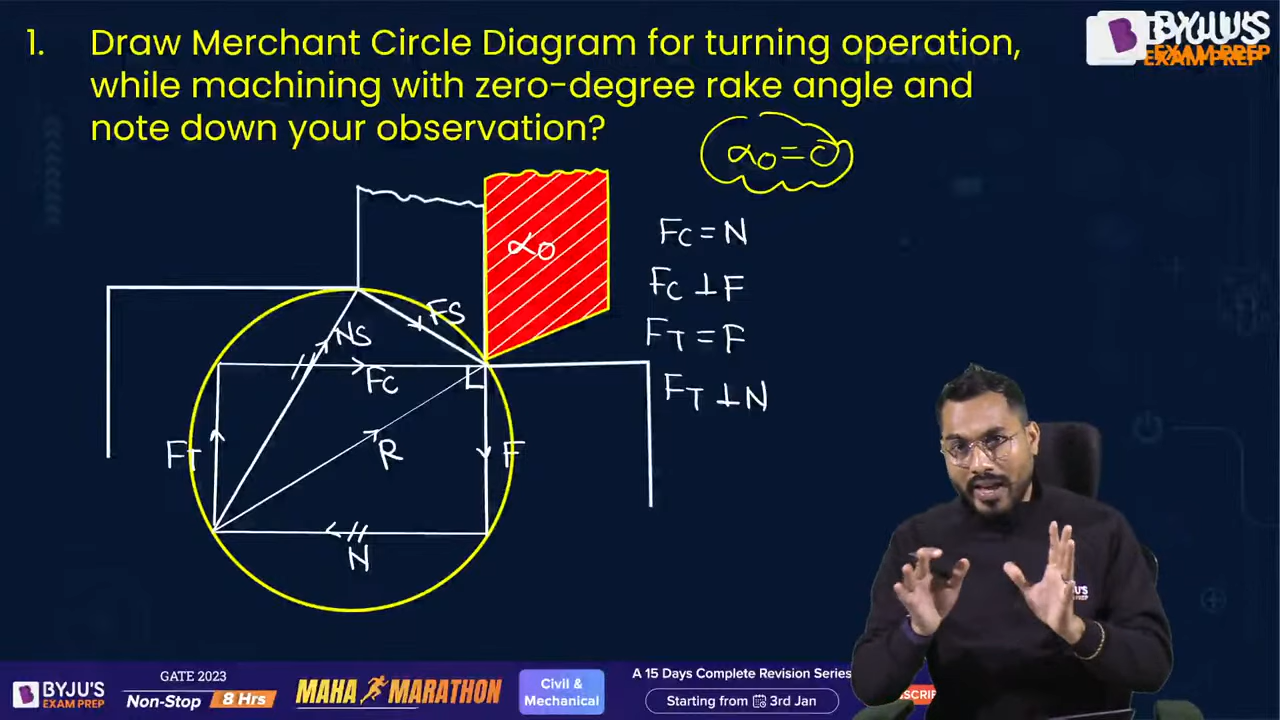 1. Draw Merchant Circle Diagram for turning operation,
while machining with zero-degree rake angle and
note down your observation?
BYJU'S
EXAM PREP
α0=0
α0
FC = N
FC ⊥ F
FT = F
FT ⊥ N
FS
NS
FC
FT
R
F
N
BYJU'S
EXAM PREP
GATE 2023
Non-Stop 8 Hrs
MAHA MARATHON
Civil &
Mechanical
A 15 Days Complete Revision Series
Starting from 3rd Jan